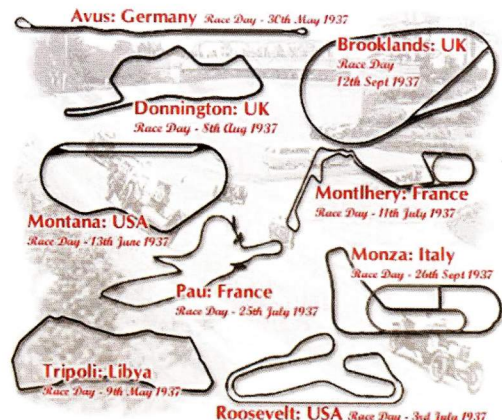 Avus: Germany Race Day - 30th May 1937
Brooklands: UK
Race Day
12th Sept 1937
Donnington: UK
Race Day - 8th Aug 1937
Montana: USA
Race Day - 13th June 1937
Montlhery: France
Race Day - 11th July 1937
Pau: France
Race Day - 25th July 1937
Monza: Italy
Race Day - 26th Sept 1937
Tripoli: Libya
Race Day - 9th May 1937
Roosevelt: USA Race Day - 3rd July 1937